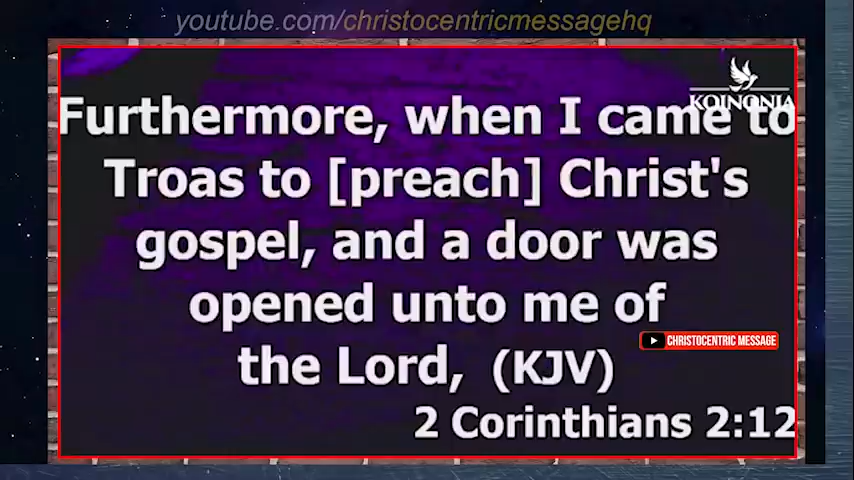 youtube.com/christocentricmessagehq
KOINONIA
Furthermore, when I came to
Troas to [preach] Christ's
gospel, and a door was
opened unto me of
the Lord, (KJV)
CHRISTOCENTRIC MESSAGE
2 Corinthians 2:12